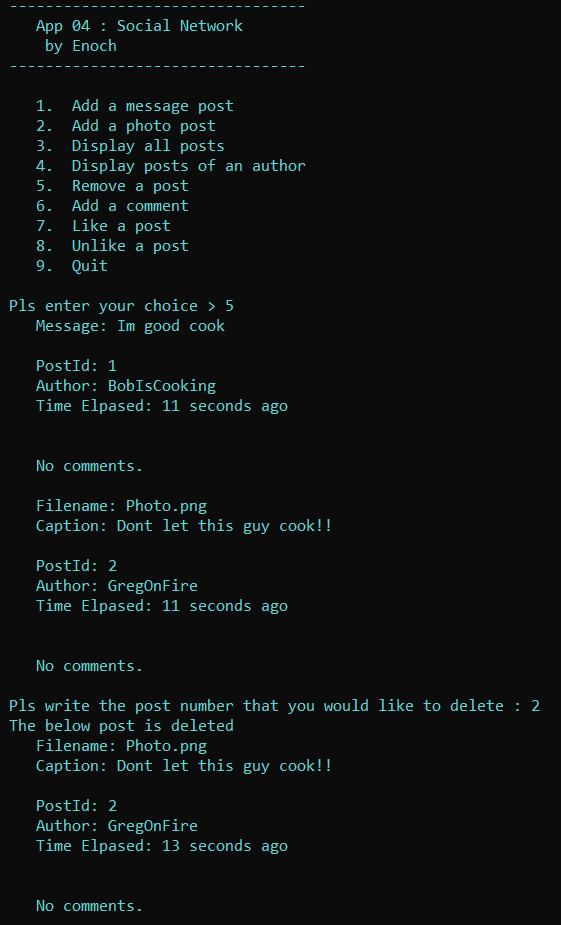 ---------------------------------
App 04 : Social Network
by Enoch
---------------------------------
1. Add a message post
2. Add a photo post
3. Display all posts
4. Display posts of an author
5. Remove a post
6. Add a comment
7. Like a post
8. Unlike a post
9. Quit
Pls enter your choice > 5
Message: Im good cook
PostId: 1
Author: BobIsCooking
Time Elpased: 11 seconds ago
No comments.
Filename: Photo.png
Caption: Dont let this guy cook!!
PostId: 2
Author: GregOnFire
Time Elpased: 11 seconds ago
No comments.
Pls write the post number that you would like to delete : 2
The below post is deleted
Filename: Photo.png
Caption: Dont let this guy cook!!
PostId: 2
Author: GregOnFire
Time Elpased: 13 seconds ago
No comments.